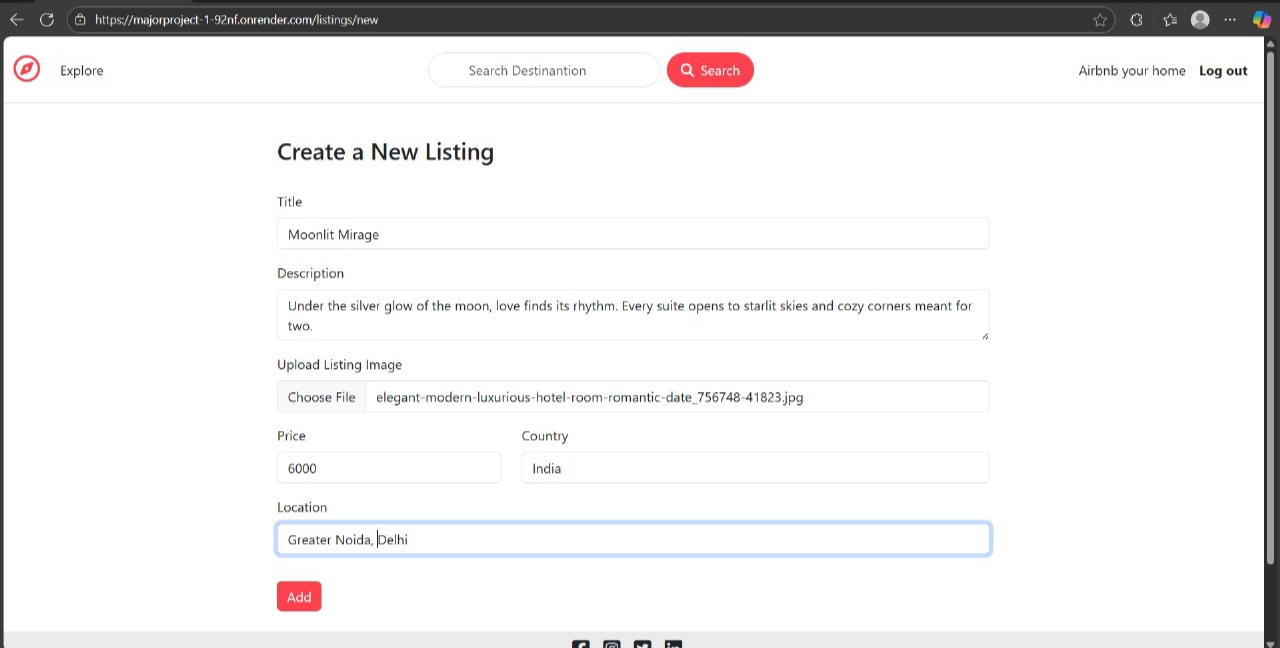 https://majorproject-1-92nf.onrender.com/listings/new
Explore
Search Destinantion
Search
Airbnb your home
Log out
Create a New Listing
Title
Moonlit Mirage
Description
Under the silver glow of the moon, love finds its rhythm. Every suite opens to starlit skies and cozy corners meant for
two.
Upload Listing Image
Choose File elegant-modern-luxurious-hotel-room-romantic-date_756748-41823.jpg
Price Country
6000 India
Location
Greater Noida, Delhi
Add